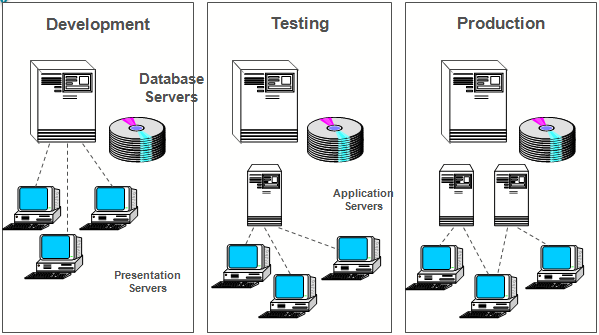 Development
Testing
Production
Database
Servers
Application
Servers
Presentation
Servers